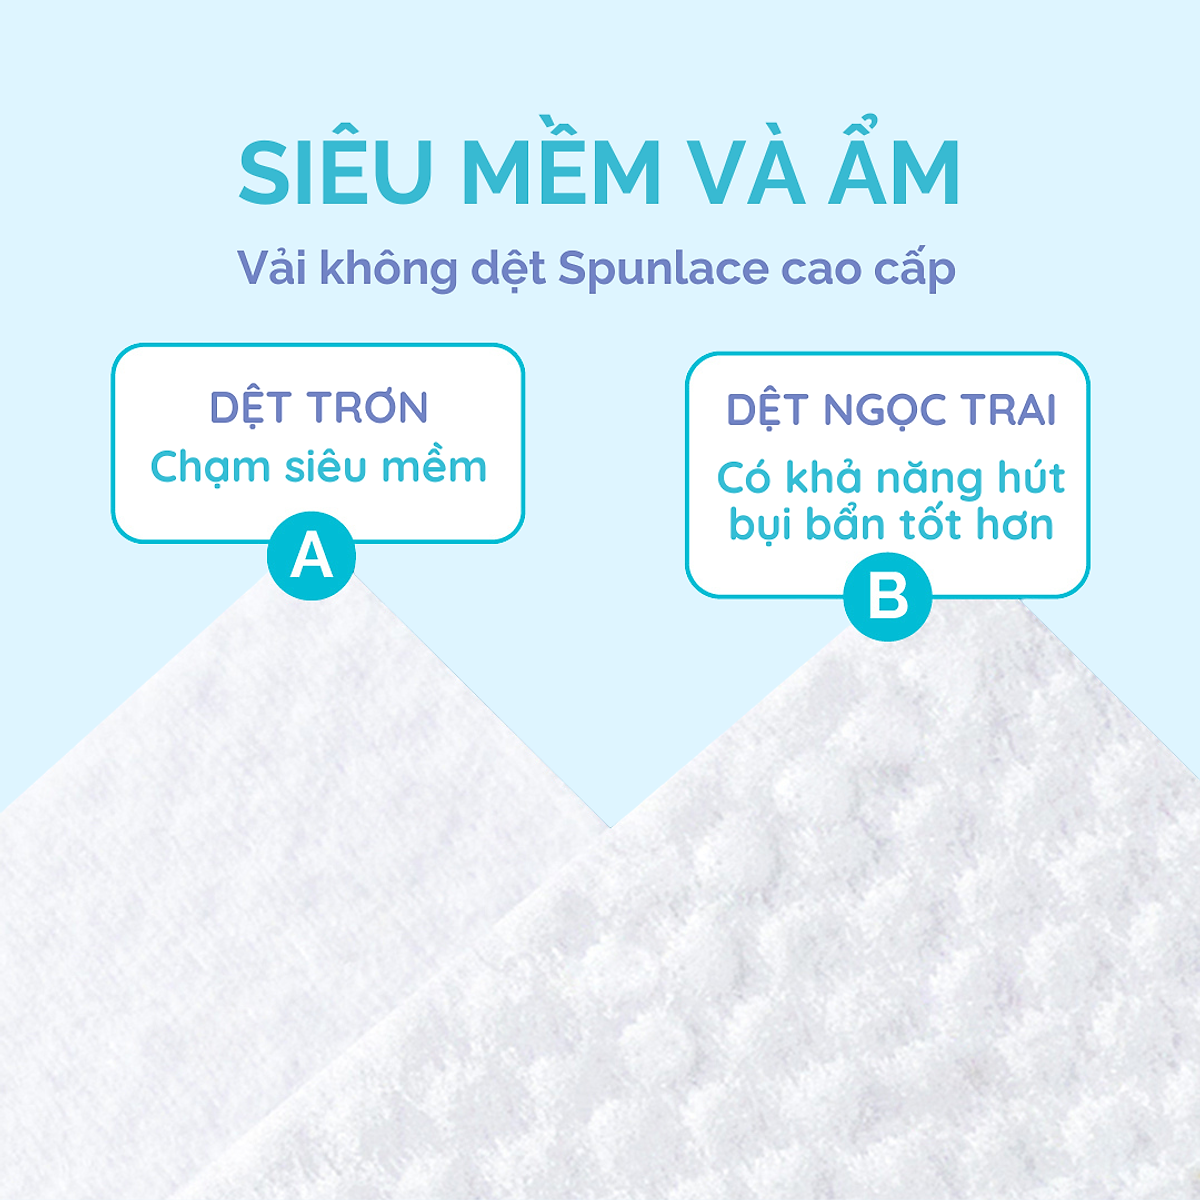 SIÊU MỀM VÀ ẨM
Vải không dệt Spunlace cao cấp
DỆT TRƠN
Chạm siêu mềm
A
DỆT NGỌC TRAI
Có khả năng hút
bụi bẩn tốt hơn
B